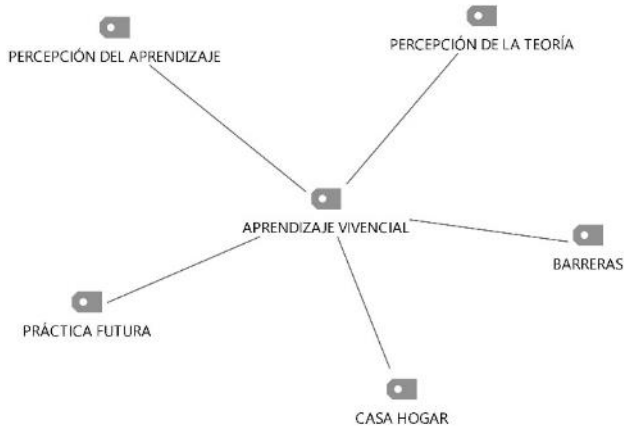 PERCEPCIÓN DE LA TEORÍA
PERCEPCIÓN DEL APRENDIZAJE
APRENDIZAJE VIVENCIAL
BARRERAS
PRÁCTICA FUTURA
CASA HOGAR